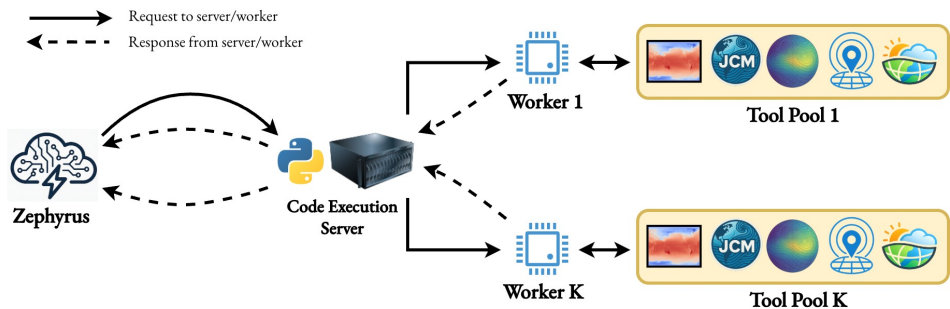 Request to server/worker
Response from server/worker
Zephyrus
Code Execution
Server
Worker 1
JCM
Tool Pool 1
Worker K
JCM
Tool Pool K